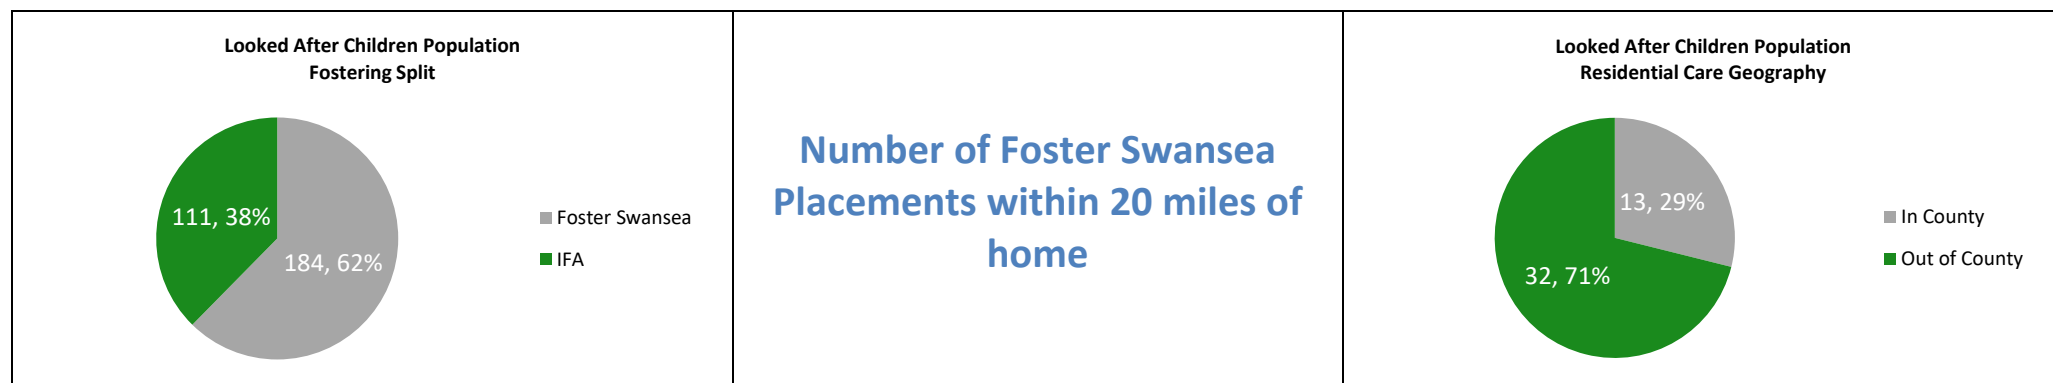 Looked After Children Population
Fostering Split
111, 38%
184, 62%
Foster Swansea
IFA
Number of Foster Swansea
Placements within 20 miles of
home
Looked After Children Population
Residential Care Geography
13, 29%
32, 71%
In County
Out of County